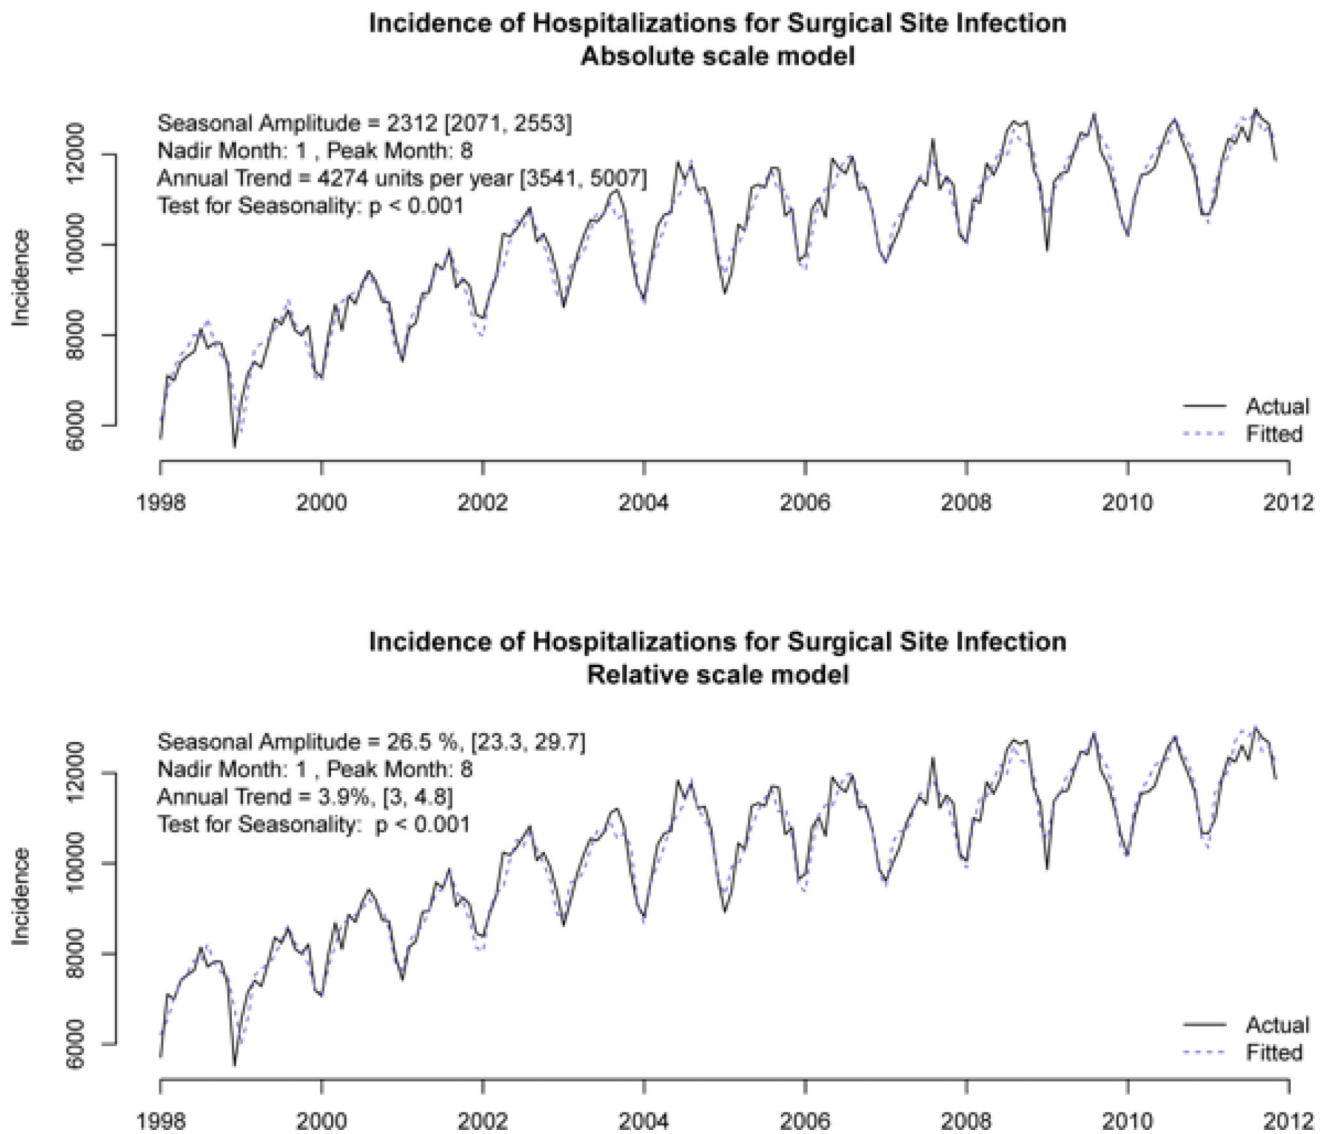 Incidence of Hospitalizations for Surgical Site Infection
Absolute scale model
Seasonal Amplitude = 2312 [2071, 2553]
Nadir Month: 1 , Peak Month: 8
Annual Trend = 4274 units per year [3541, 5007]
Test for Seasonality: p < 0.001
Incidence
12000
10000
8000
6000
Actual
Fitted
1998 2000 2002 2004 2006 2008 2010 2012
Incidence of Hospitalizations for Surgical Site Infection
Relative scale model
Seasonal Amplitude = 26.5 %, [23.3, 29.7]
Nadir Month: 1 , Peak Month: 8
Annual Trend = 3.9%, [3, 4.8]
Test for Seasonality: p < 0.001
Incidence
12000
10000
8000
6000
Actual
Fitted
1998 2000 2002 2004 2006 2008 2010 2012